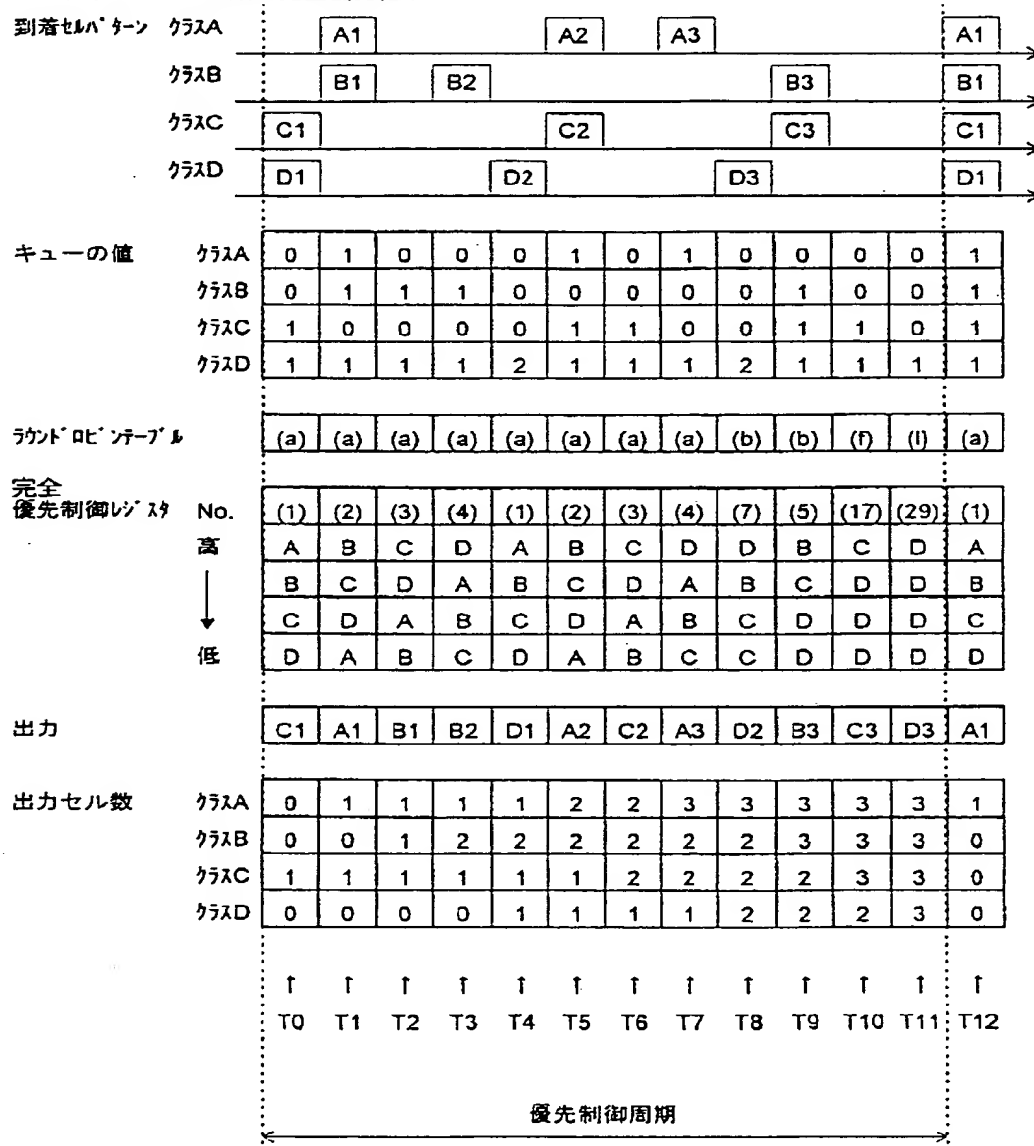 到着セルパターン クラスA A1 A2 A3 A1
クラスB B1 B2 B3 B1
クラスC C1 C2 C3 C1
クラスD D1 D2 D3 D1
キューの値 クラスA 0 1 0 0 0 1 0 1 0 0 0 0 1
クラスB 0 1 1 1 0 0 0 0 0 1 0 0 1
クラスC 1 0 0 0 0 1 1 0 0 1 1 0 1
クラスD 1 1 1 1 2 1 1 1 2 1 1 1 1
ラウンドロビンテーブル (a) (a) (a) (a) (a) (a) (a) (a) (b) (b) (f) (l) (a)
完全
優先制御レジスタ No. (1) (2) (3) (4) (1) (2) (3) (4) (7) (5) (17) (29) (1)
高 A B C D A B C D D B C D A
B C D A B C D A B C D D B
↓ C D A B C D A B C D D D C
低 D A B C D A B C C D D D D
出力 C1 A1 B1 B2 D1 A2 C2 A3 D2 B3 C3 D3 A1
出力セル数 クラスA 0 1 1 1 1 2 2 3 3 3 3 3 1
クラスB 0 0 1 2 2 2 2 2 2 3 3 3 0
クラスC 1 1 1 1 1 1 2 2 2 2 3 3 0
クラスD 0 0 0 0 1 1 1 1 2 2 2 3 0
↑ ↑ ↑ ↑ ↑ ↑ ↑ ↑ ↑ ↑ ↑ ↑ ↑
T0 T1 T2 T3 T4 T5 T6 T7 T8 T9 T10 T11 T12
優先制御周期